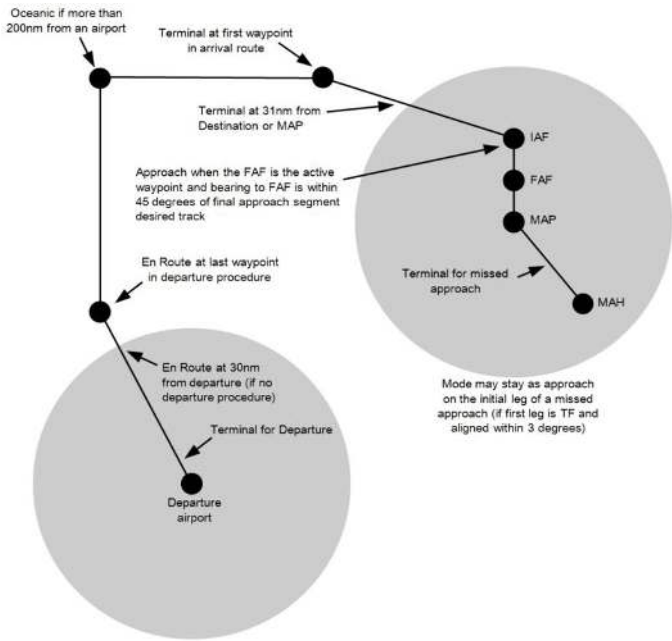 Oceanic if more than
200nm from an airport
Terminal at first waypoint
in arrival route
Terminal at 31nm from
Destination or MAP
IAF
Approach when the FAF is the active
waypoint and bearing to FAF is within
45 degrees of final approach segment
desired track
FAF
MAP
En Route at last waypoint
in departure procedure
Terminal for missed
approach
MAH
En Route at 30nm
from departure (if no
departure procedure)
Mode may stay as approach
on the initial leg of a missed
approach (if first leg is TF and
aligned within 3 degrees)
Terminal for Departure
Departure
airport